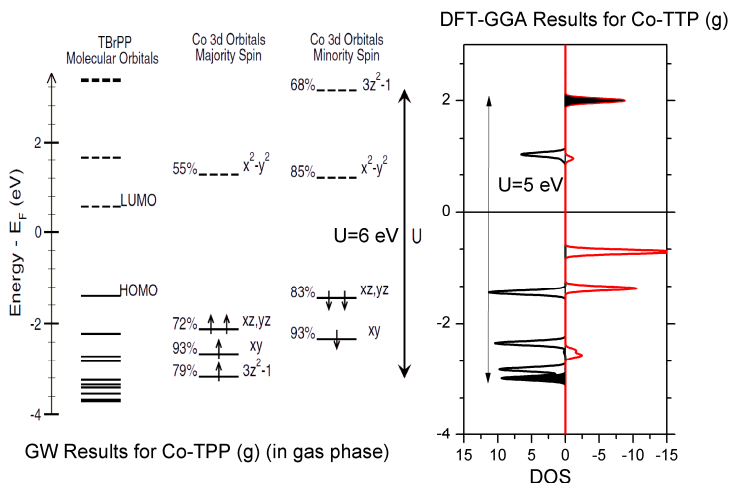 DFT-GGA Results for Co-TTP (g)
TBrPP
Molecular Orbitals
Co 3d Orbitals
Majority Spin
Co 3d Orbitals
Minority Spin
Energy - E_F (eV)
2
0
-2
-4
LUMO
HOMO
55% x²-y²
72% xz,yz
93% xy
79% 3z²-1
68% 3z²-1
85% x²-y²
83% xz,yz
93% xy
U=6 eV U
GW Results for Co-TPP (g) (in gas phase)
2
0
-2
-4
U=5 eV
15 10 5 0 -5 -10 -15
DOS